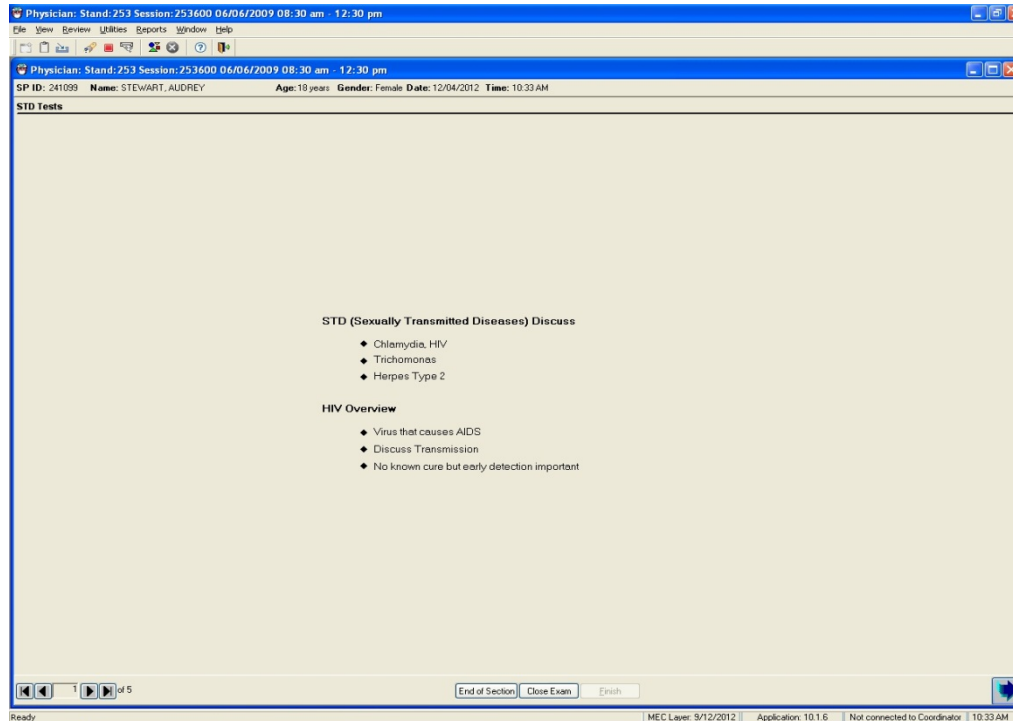 Physician: Stand:253 Session:253600 06/06/2009 08:30 am - 12:30 pm
File View Review Utilities Reports Window Help
Physician: Stand:253 Session:253600 06/06/2009 08:30 am - 12:30 pm
SP ID: 241099 Name: STEWART, AUDREY Age: 18 years Gender: Female Date: 12/04/2012 Time: 10:33 AM
STD Tests
STD (Sexually Transmitted Diseases) Discuss
◆ Chlamydia, HIV
◆ Trichomonas
◆ Herpes Type 2
HIV Overview
◆ Virus that causes AIDS
◆ Discuss Transmission
◆ No known cure but early detection important
1 of 5 End of Section Close Exam Finish
Ready MEC Layer: 9/12/2012 Application: 10.1.6 Not connected to Coordinator 10:33 AM